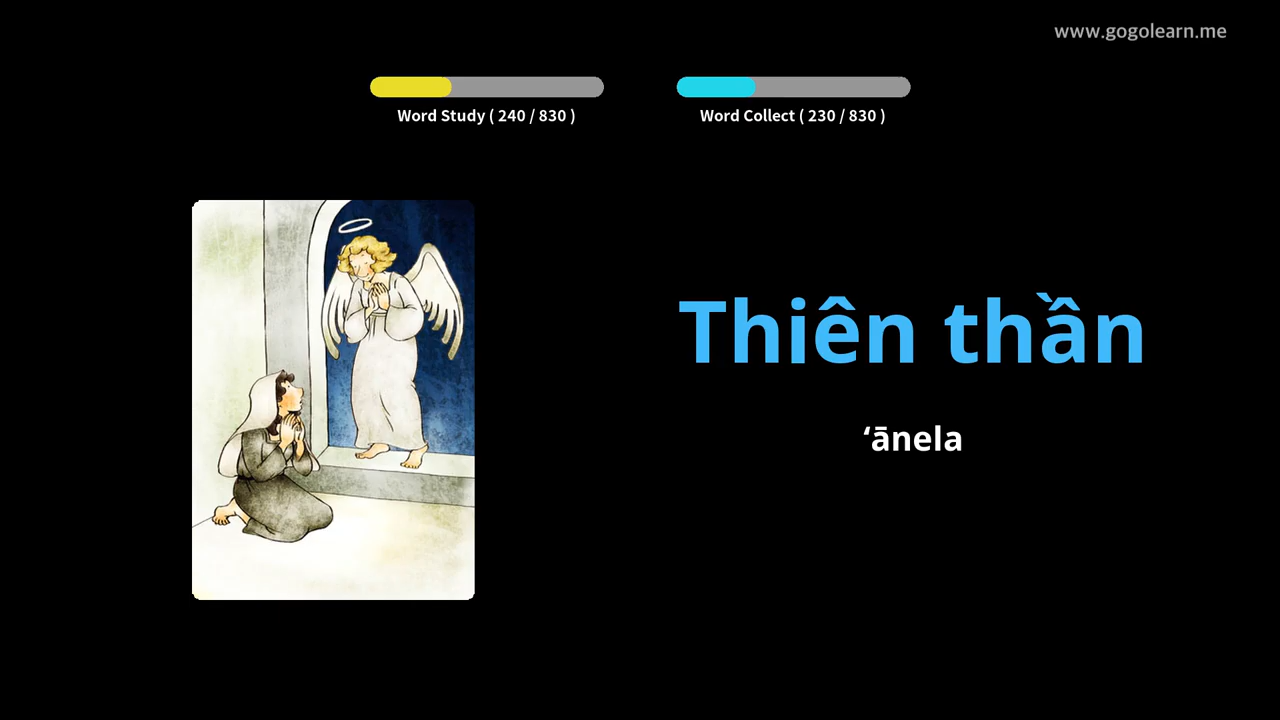 www.gogolearn.me
Word Study ( 240 / 830 )
Word Collect ( 230 / 830 )
Thiên thần
ʻānela